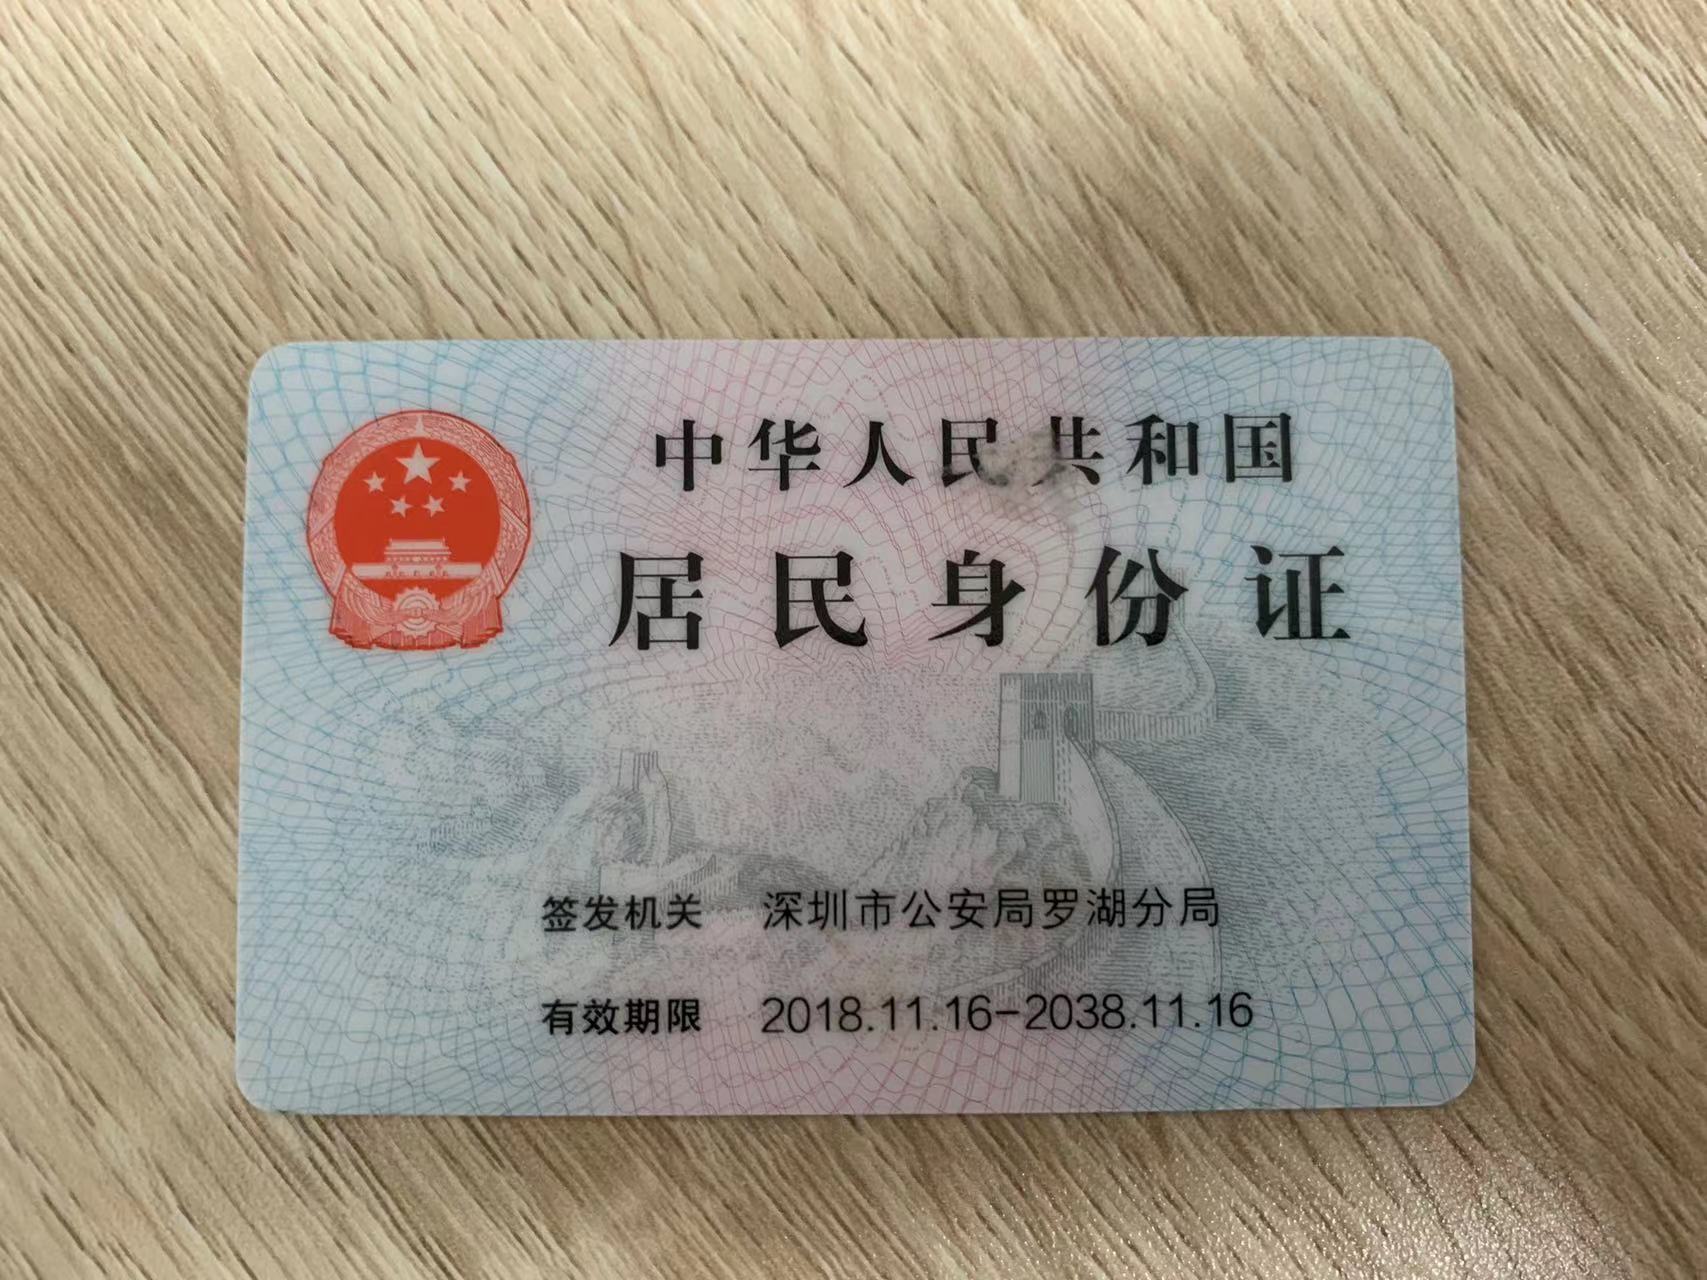 中华人民共和国
居民身份证
签发机关 深圳市公安局罗湖分局
有效期限 2018.11.16-2038.11.16